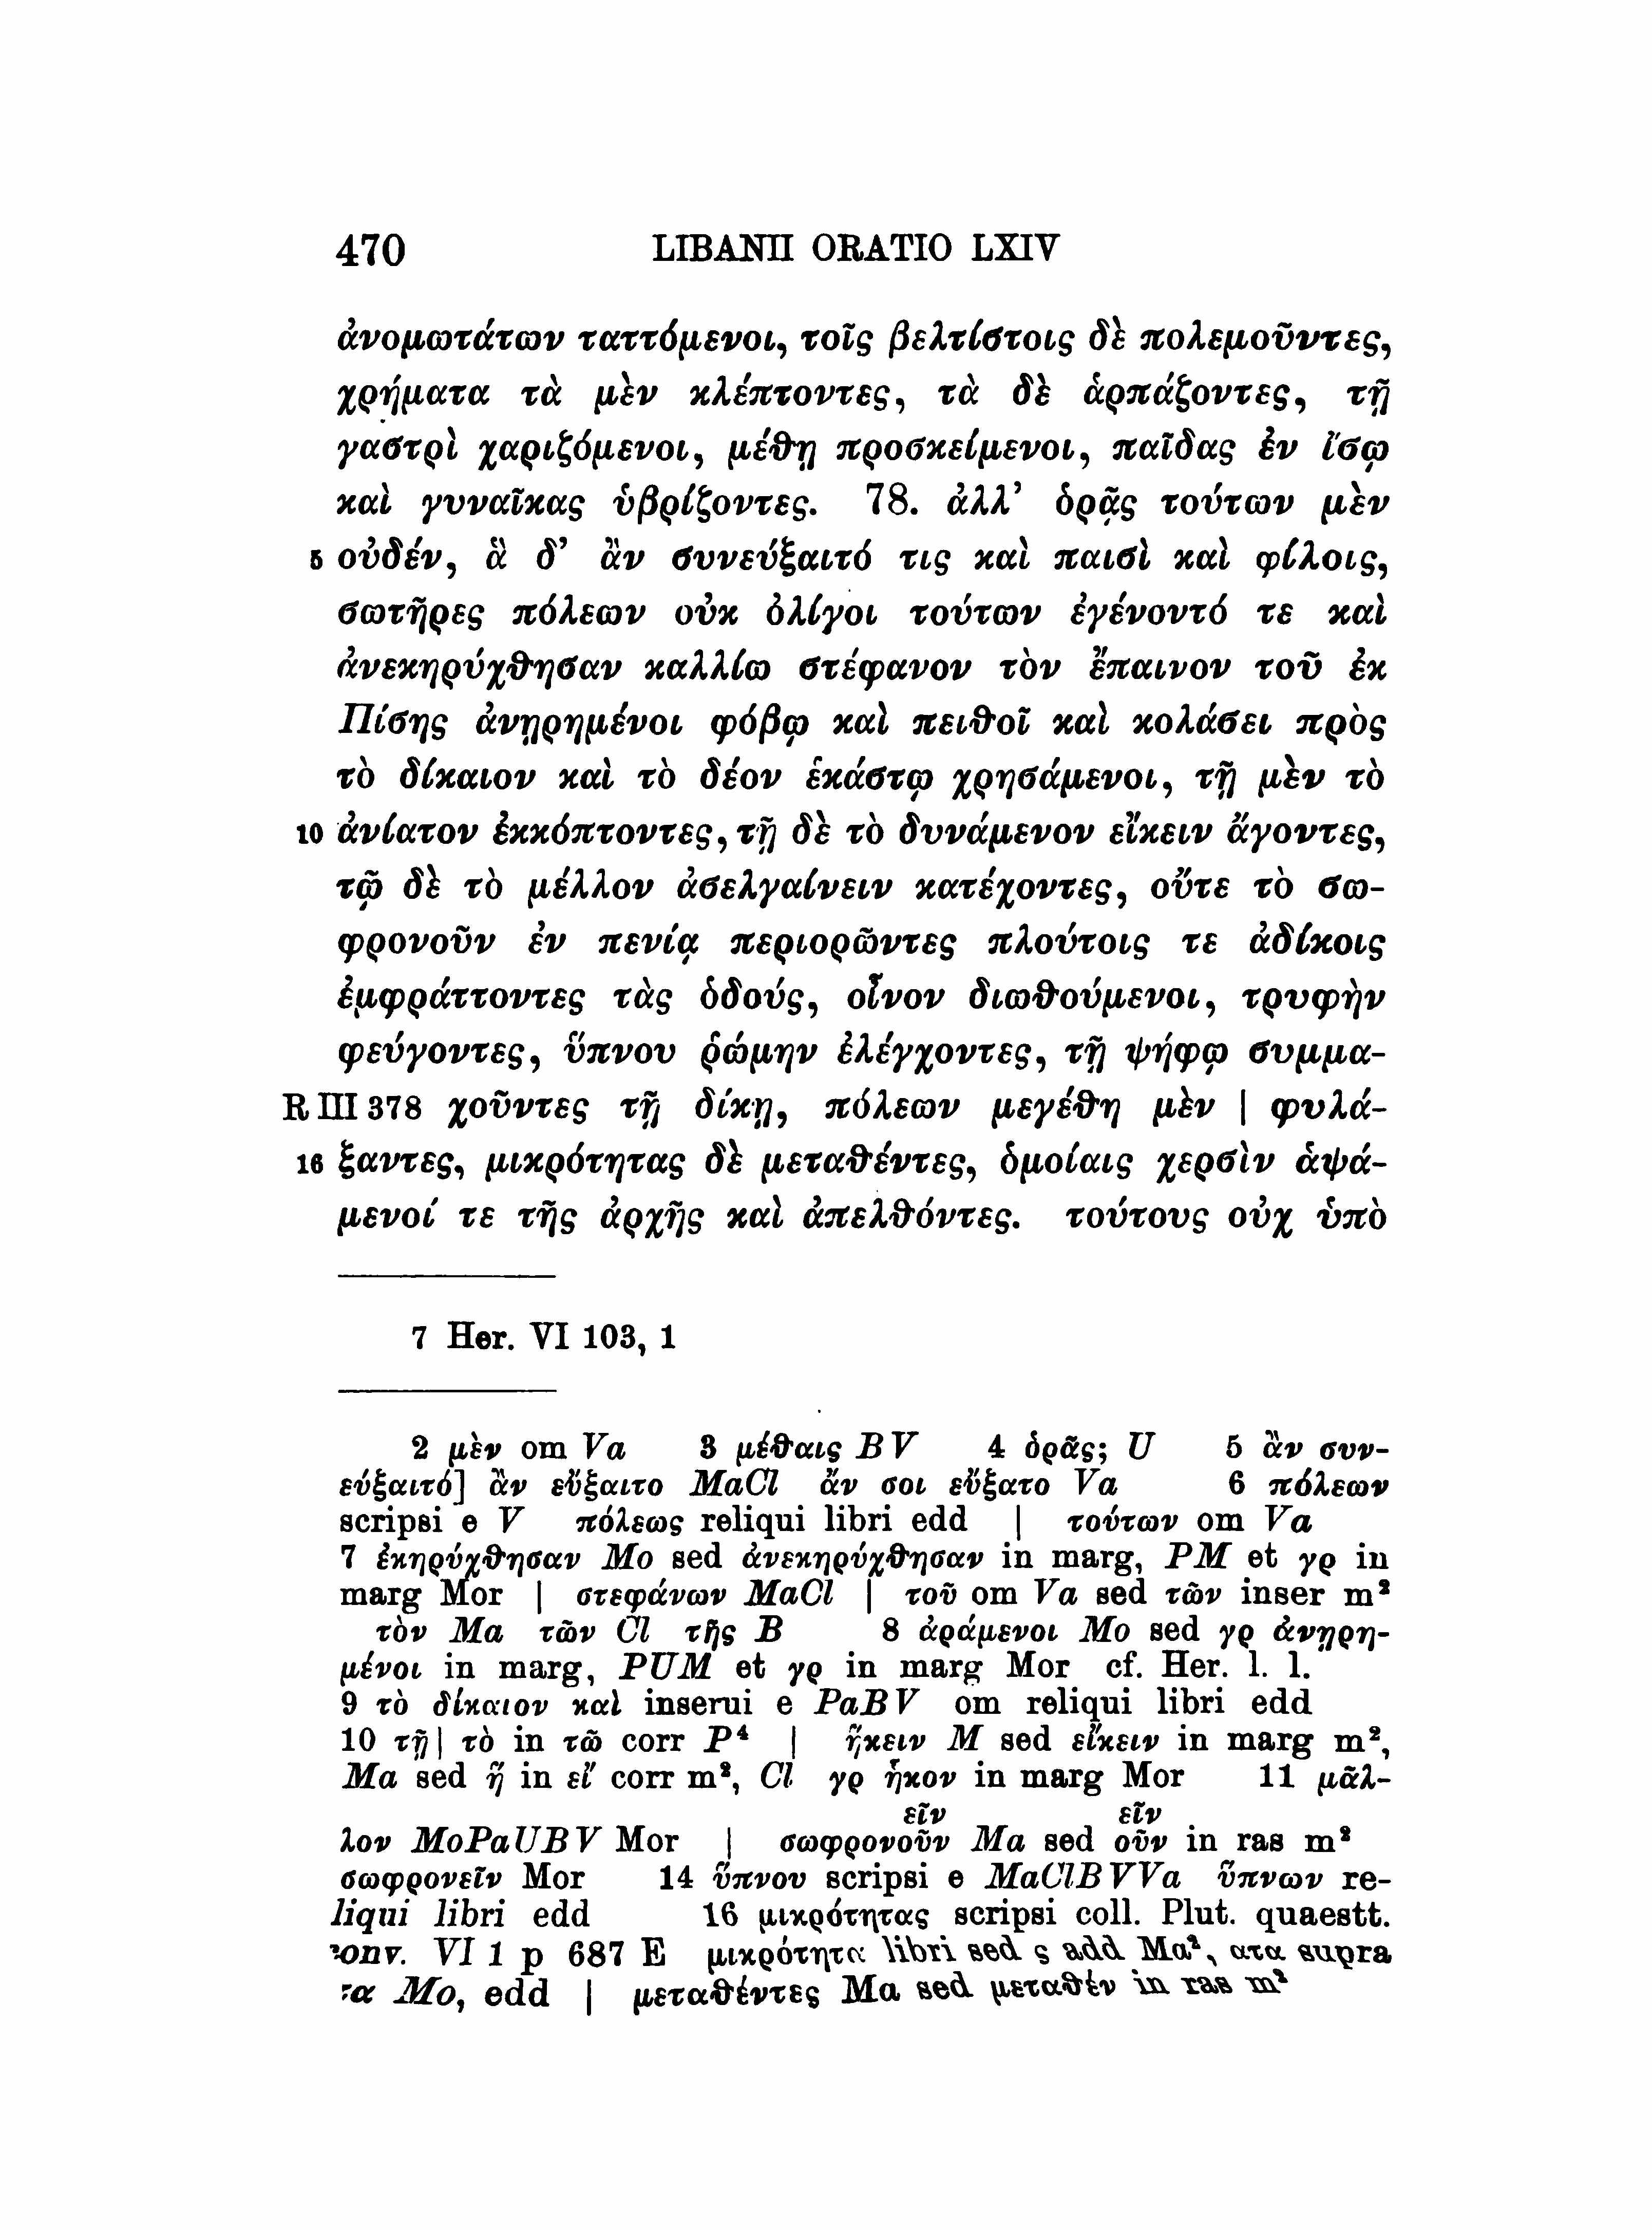 470 LIBANII ORATIO LXIV
ἀνομωτάτων ταττόμενοι, τοῖς βελτίστοις δὲ πολεμοῦντες,
χρήματα τὰ μὲν κλέπτοντες, τὰ δὲ ἁρπάζοντες, τῇ
γαστρὶ χαριζόμενοι, μέθῃ προσκείμενοι, παῖδας ἐν ἴσῳ
καὶ γυναῖκας ὑβρίζοντες. 78. ἀλλ’ ὁρᾷς τούτων μὲν
5 οὐδέν, ἃ δ’ ἂν συνεύξαιτό τις καὶ παισὶ καὶ φίλοις,
σωτῆρες πόλεων οὐκ ὀλίγοι τούτων ἐγένοντό τε καὶ
ἀνεκηρύχθησαν καλλίω στέφανον τὸν ἔπαινον τοῦ ἐκ
Πίσης ἀνῃρημένοι φόβῳ καὶ πειθοῖ καὶ κολάσει πρὸς
τὸ δίκαιον καὶ τὸ δέον ἑκάστῳ χρησάμενοι, τῇ μὲν τὸ
10 ἀνίατον ἐκκόπτοντες, τῇ δὲ τὸ δυνάμενον εἴκειν ἄγοντες,
τῷ δὲ τὸ μέλλον ἀσελγαίνειν κατέχοντες, οὔτε τὸ σω-
φρονοῦν ἐν πενίᾳ περιορῶντες πλούτοις τε ἀδίκοις
ἐμφράττοντες τὰς ὁδούς, οἶνον διωθούμενοι, τρυφὴν
φεύγοντες, ὕπνου ῥώμην ἐλέγχοντες, τῇ ψήφῳ συμμα-
R III 378 χοῦντες τῇ δίκῃ, πόλεων μεγέθη μὲν | φυλά-
16 ξαντες, μικρότητας δὲ μεταθέντες, ὁμοίαις χερσὶν ἁψά-
μενοί τε τῆς ἀρχῆς καὶ ἀπελθόντες. τούτους οὐχ ὑπὸ
7 Her. VI 103, 1
2 μὲν om Va 3 μέθαις BV 4 ὁρᾷς; U 5 ἂν συν-
εύξαιτό] ἂν εὔξαιτο MaCl ἄν σοι εὔξατο Va 6 πόλεων
scripsi e V πόλεως reliqui libri edd | τούτων om Va
7 ἐκηρύχθησαν Mo sed ἀνεκηρύχθησαν in marg, PM et γρ in
marg Mor | στεφάνων MaCl | τοῦ om Va sed τῶν inser m²
τὸν Ma τῶν Cl τῆς B 8 ἀράμενοι Mo sed γρ ἀνῃρη-
μένοι in marg, PUM et γρ in marg Mor cf. Her. l. l.
9 τὸ δίκαιον καὶ inserui e PaBV om reliqui libri edd
10 τῇ| τὸ in τῶ corr P⁴ | ἥκειν M sed εἴκειν in marg m²,
Ma sed ἥ in εἴ corr m², Cl γρ ἧκον in marg Mor 11 μᾶλ-
εῖν εῖν
λον MoPaUBV Mor | σωφρονοῦν Ma sed οῦν in ras m²
σωφρονεῖν Mor 14 ὕπνου scripsi e MaClBVVa ὕπνων re-
liqui libri edd 16 μικρότητας scripsi coll. Plut. quaestt.
conv. VI 1 p 687 E μικρότητα libri sed ς add Ma², ατα supra
τα Mo, edd | μεταθέντες Ma sed μεταθέν in ras m²